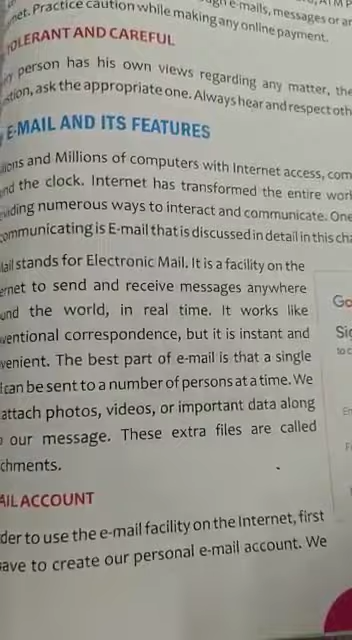 e-mails, messages or
net. Practice caution while making any online payment.
TOLERANT AND CAREFUL
person has his own views regarding any matter, the
ask the appropriate one. Always hear and respect oth
E-MAIL AND ITS FEATURES
and Millions of computers with Internet access, com
nd the clock. Internet has transformed the entire worl
viding numerous ways to interact and communicate. One
ommunicating is E-mail that is discussed in detail in this cha
Mail stands for Electronic Mail. It is a facility on the
ernet to send and receive messages anywhere
und the world, in real time. It works like
ventional correspondence, but it is instant and
venient. The best part of e-mail is that a single
l can be sent to a number of persons at a time. We
attach photos, videos, or important data along
our message. These extra files are called
chments.
AIL ACCOUNT
der to use the e-mail facility on the Internet, first
ave to create our personal e-mail account. We
Go
Sig
to c
En